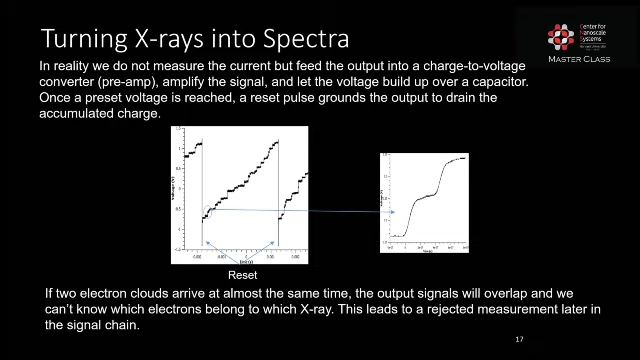 Turning X-rays into Spectra
Center for
Nanoscale
Systems
MASTER CLASS
In reality we do not measure the current but feed the output into a charge-to-voltage
converter (pre-amp), amplify the signal, and let the voltage build up over a capacitor.
Once a preset voltage is reached, a reset pulse grounds the output to drain the
accumulated charge.
Reset
If two electron clouds arrive at almost the same time, the output signals will overlap and we
can't know which electrons belong to which X-ray. This leads to a rejected measurement later in
the signal chain.
17